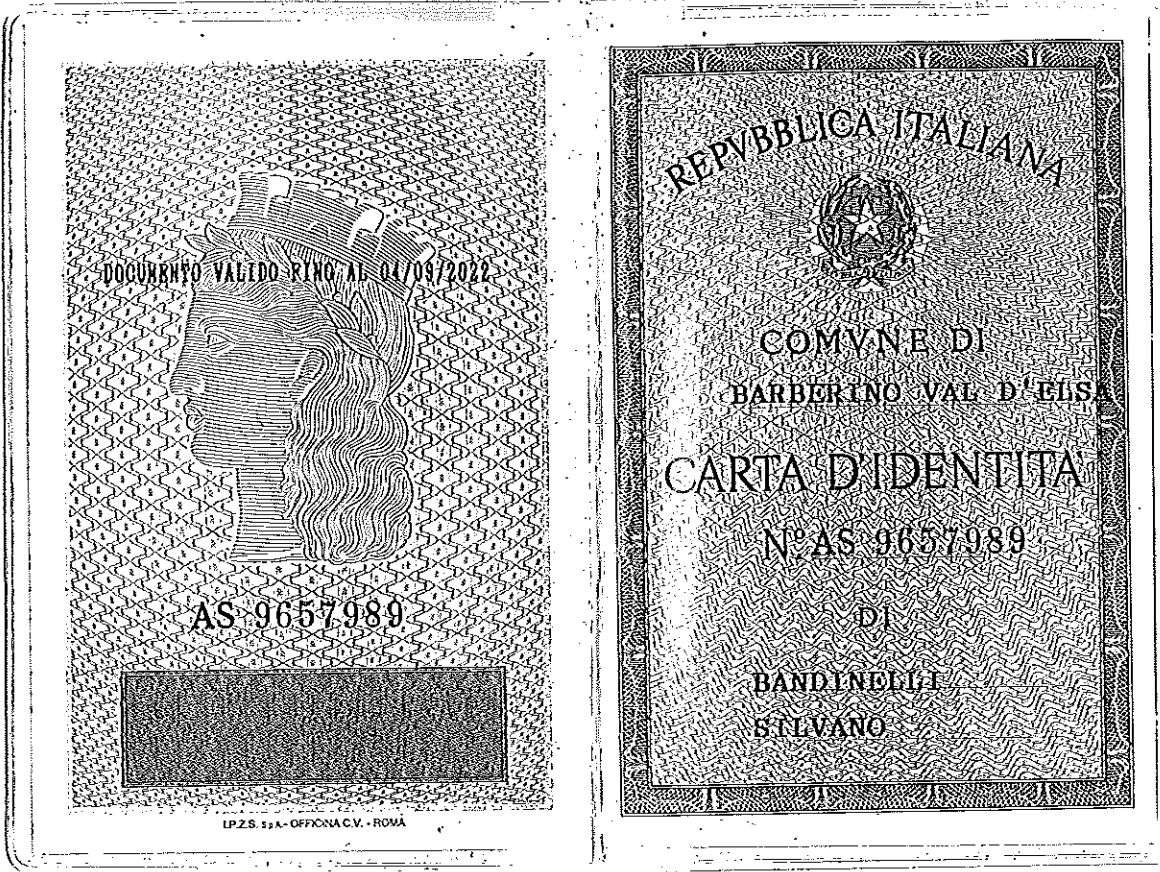 DOCUMENTO VALIDO FINO AL 04/09/2022
AS 9657989
I.P.Z.S. S.p.A. - OFFICINA C.V. - ROMA
REPVBBLICA ITALIANA
COMVNE DI
BARBERINO VAL D'ELSA
CARTA D'IDENTITA'
N° AS 9657989
DI
BANDINELLI
SILVANO